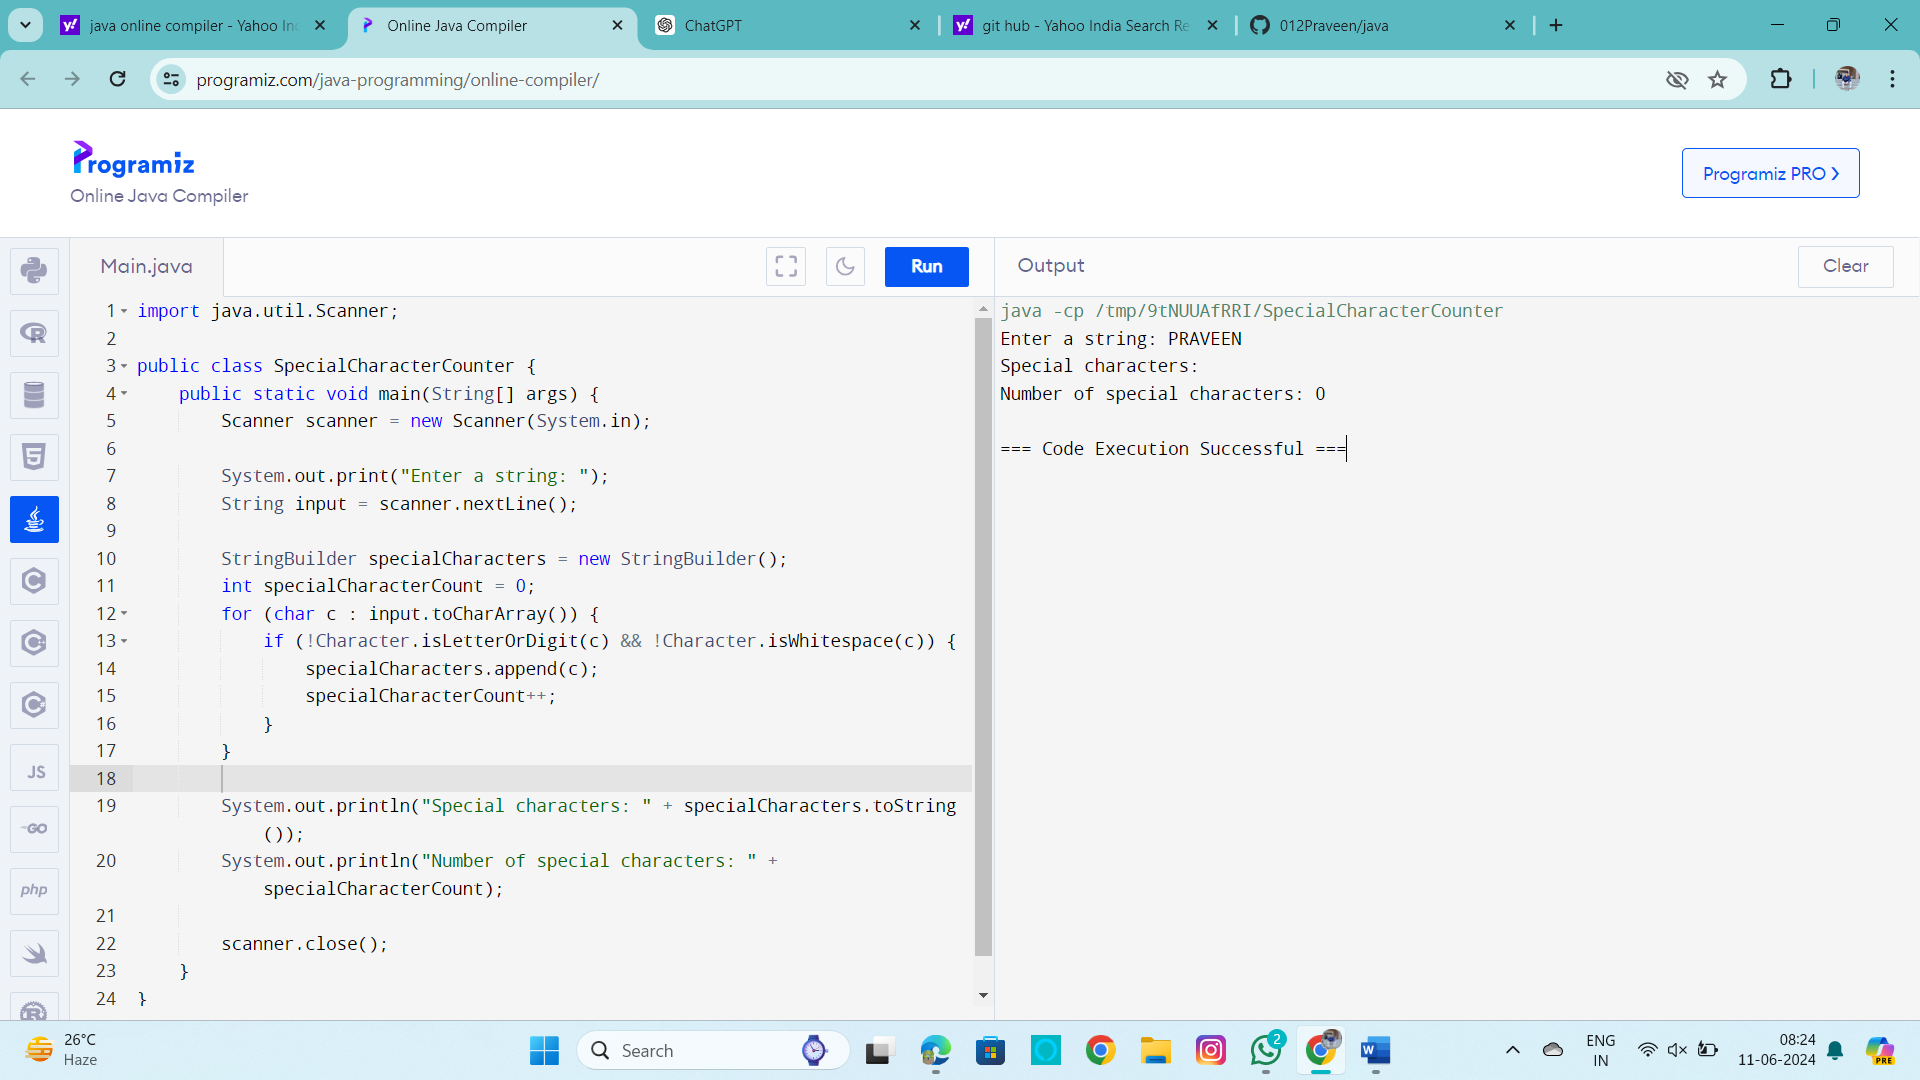 java online compiler - Yahoo In
Online Java Compiler
ChatGPT
git hub - Yahoo India Search Re
012Praveen/java
programiz.com/java-programming/online-compiler/
Programiz
Online Java Compiler
Programiz PRO
Main.java
Run
Output
Clear
1 import java.util.Scanner;
2
3 public class SpecialCharacterCounter {
4 public static void main(String[] args) {
5 Scanner scanner = new Scanner(System.in);
6
7 System.out.print("Enter a string: ");
8 String input = scanner.nextLine();
9
10 StringBuilder specialCharacters = new StringBuilder();
11 int specialCharacterCount = 0;
12 for (char c : input.toCharArray()) {
13 if (!Character.isLetterOrDigit(c) && !Character.isWhitespace(c)) {
14 specialCharacters.append(c);
15 specialCharacterCount++;
16 }
17 }
18
19 System.out.println("Special characters: " + specialCharacters.toString
());
20 System.out.println("Number of special characters: " +
specialCharacterCount);
21
22 scanner.close();
23 }
24 }
java -cp /tmp/9tNUUAfRRI/SpecialCharacterCounter
Enter a string: PRAVEEN
Special characters:
Number of special characters: 0
=== Code Execution Successful ===
JS
GO
php
26°C
Haze
Search
2
W
PRE
ENG
IN
08:24
11-06-2024